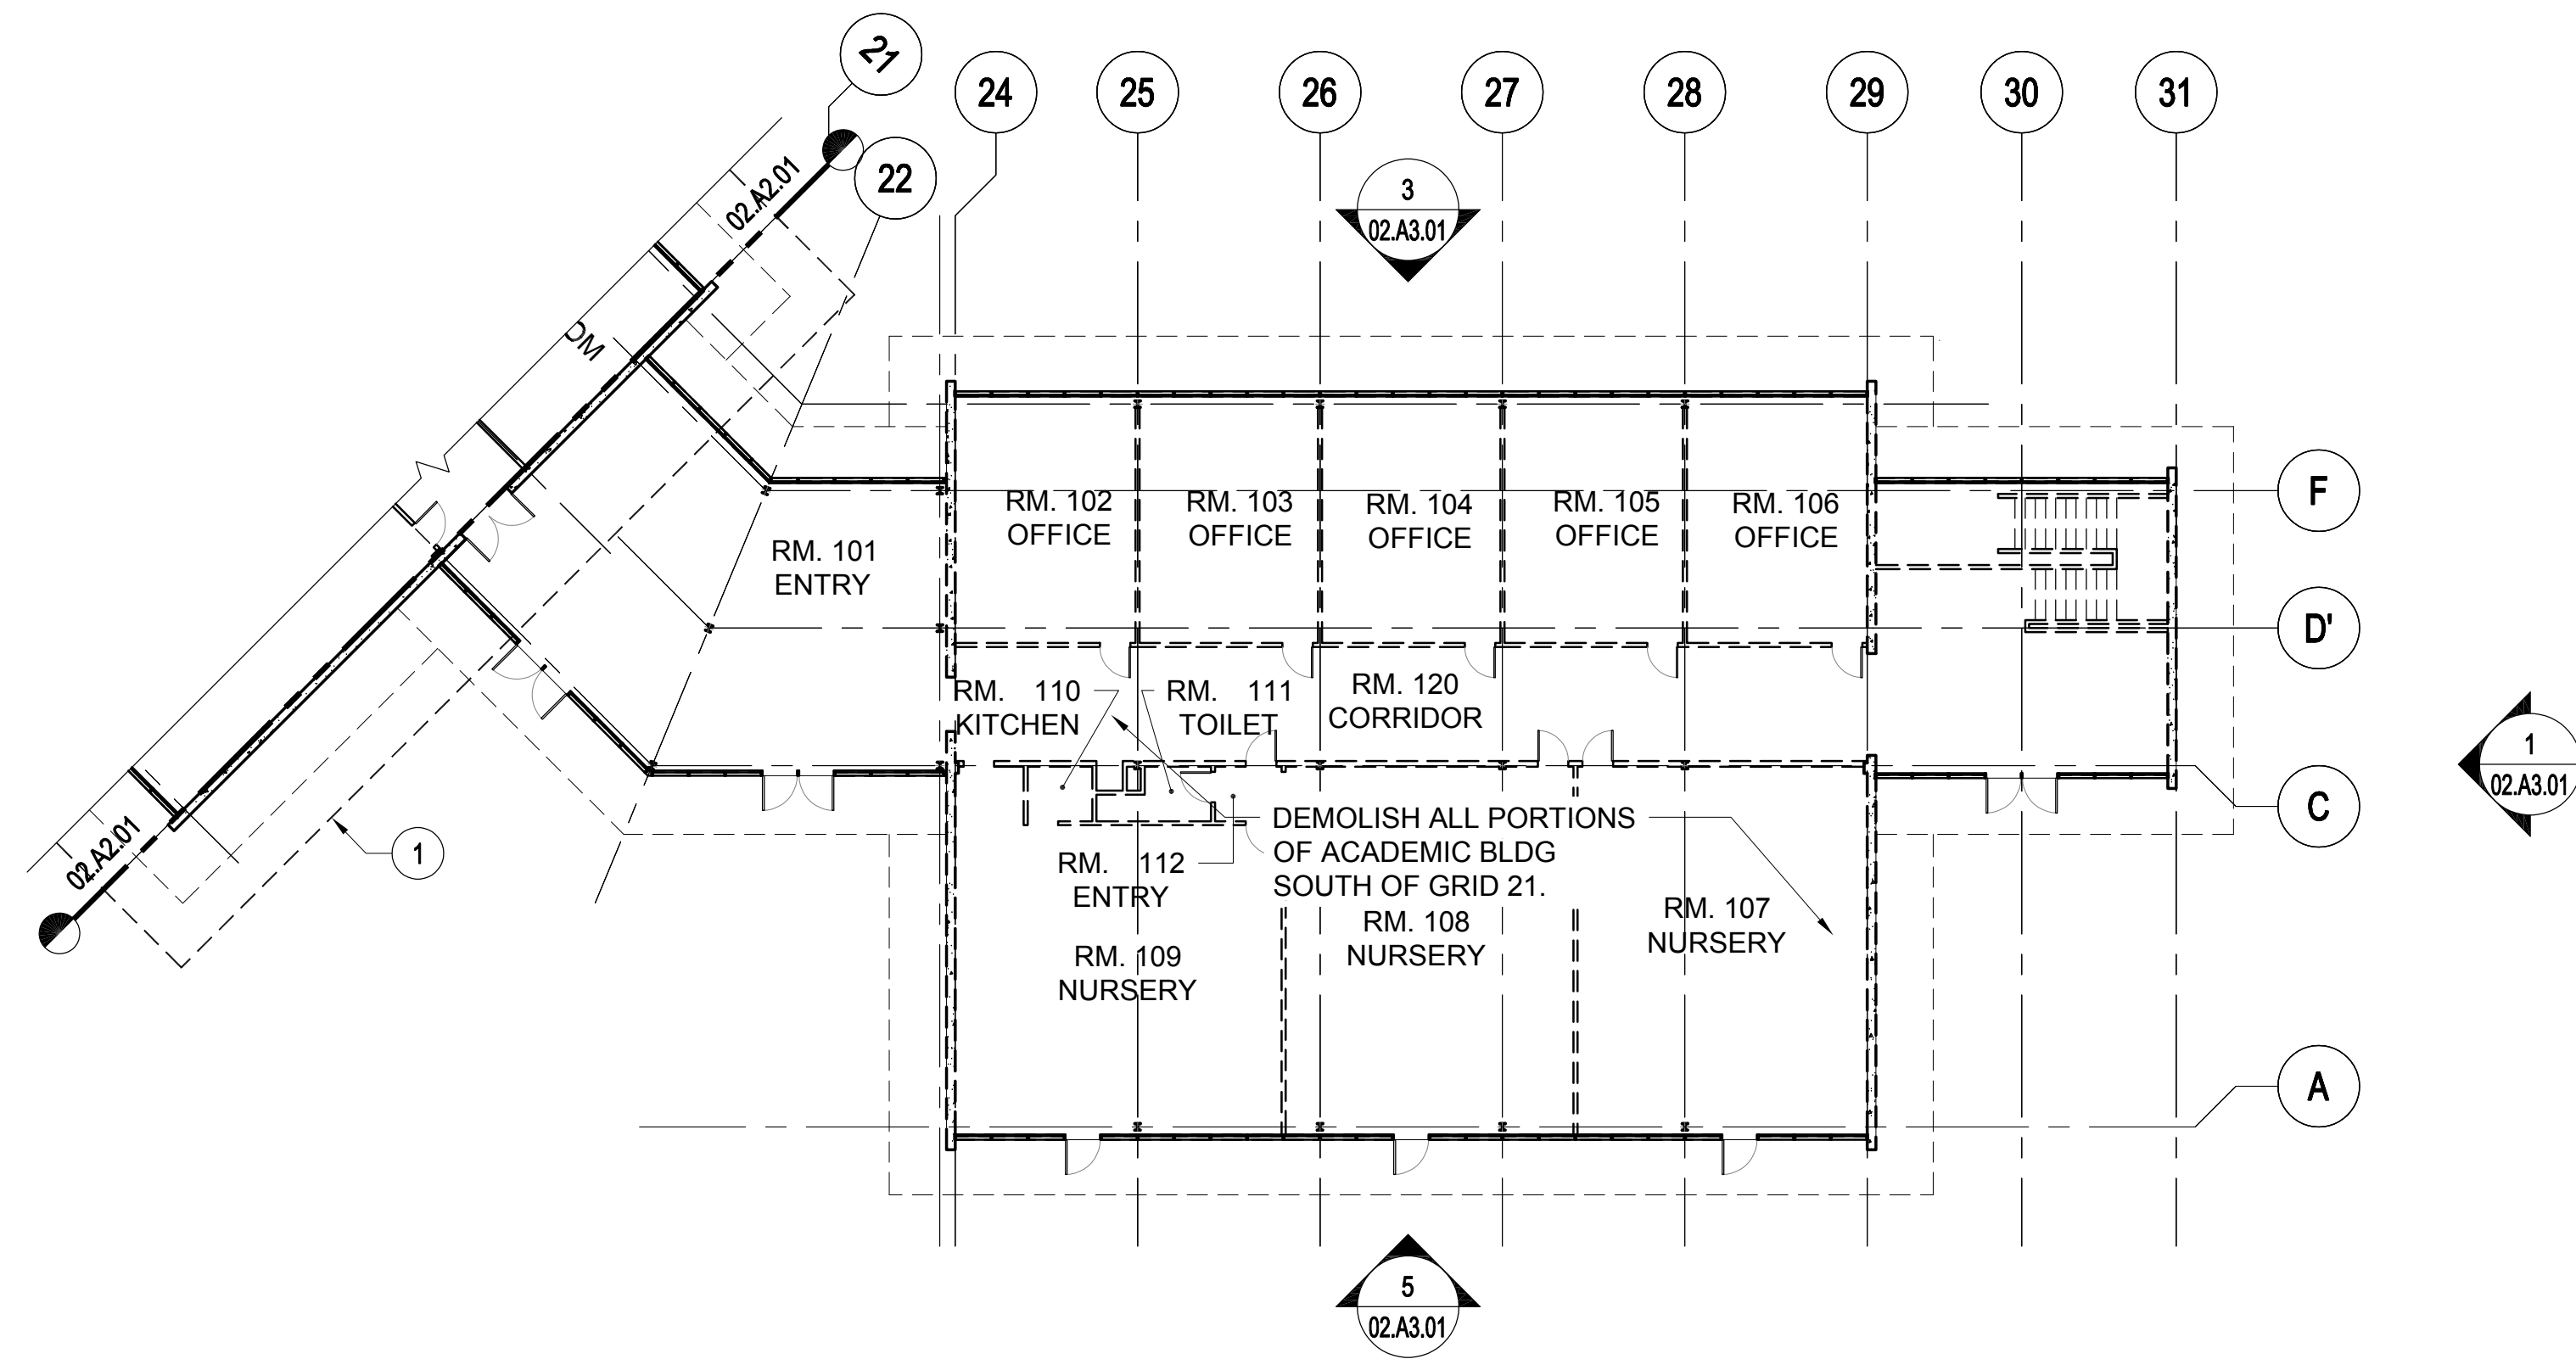 21
22
24
25
26
27
28
29
30
31
3
02.A3.01
02.A2.01
OM
F
RM. 102
OFFICE
RM. 103
OFFICE
RM. 104
OFFICE
RM. 105
OFFICE
RM. 106
OFFICE
RM. 101
ENTRY
D'
RM. 110
KITCHEN
RM. 111
TOILET
RM. 120
CORRIDOR
1
02.A3.01
C
DEMOLISH ALL PORTIONS
OF ACADEMIC BLDG
SOUTH OF GRID 21.
RM. 112
ENTRY
1
02.A2.01
RM. 109
NURSERY
RM. 108
NURSERY
RM. 107
NURSERY
A
5
02.A3.01